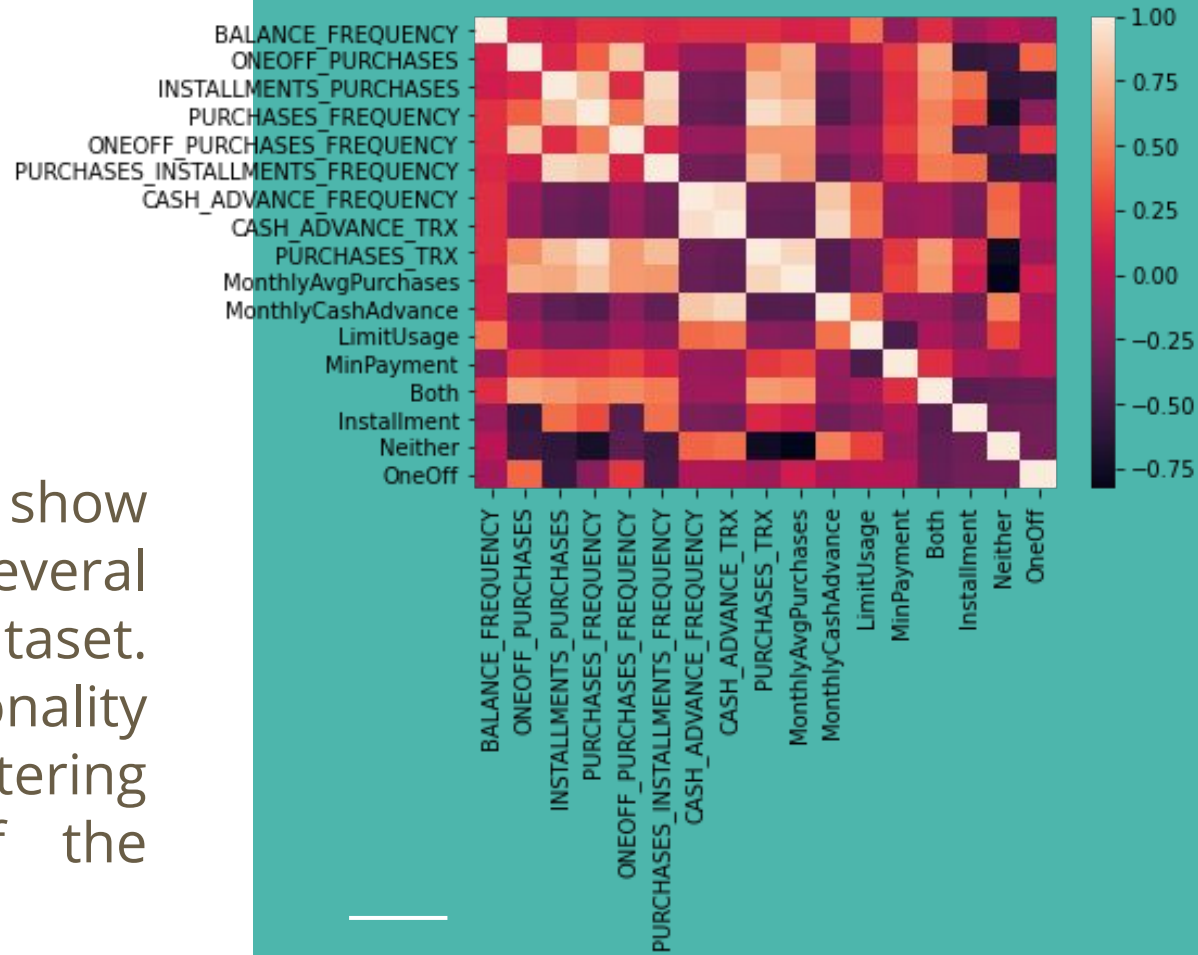 BALANCE_FREQUENCY
ONEOFF_PURCHASES
INSTALLMENTS_PURCHASES
PURCHASES_FREQUENCY
ONEOFF_PURCHASES_FREQUENCY
PURCHASES_INSTALLMENTS_FREQUENCY
CASH_ADVANCE_FREQUENCY
CASH_ADVANCE_TRX
PURCHASES_TRX
MonthlyAvgPurchases
MonthlyCashAdvance
LimitUsage
MinPayment
Both
Installment
Neither
OneOff
1.00
0.75
0.50
0.25
0.00
−0.25
−0.50
−0.75
BALANCE_FREQUENCY
ONEOFF_PURCHASES
INSTALLMENTS_PURCHASES
PURCHASES_FREQUENCY
ONEOFF_PURCHASES_FREQUENCY
PURCHASES_INSTALLMENTS_FREQUENCY
CASH_ADVANCE_FREQUENCY
CASH_ADVANCE_TRX
PURCHASES_TRX
MonthlyAvgPurchases
MonthlyCashAdvance
LimitUsage
MinPayment
Both
Installment
Neither
OneOff
show
everal
taset.
nality
tering
the